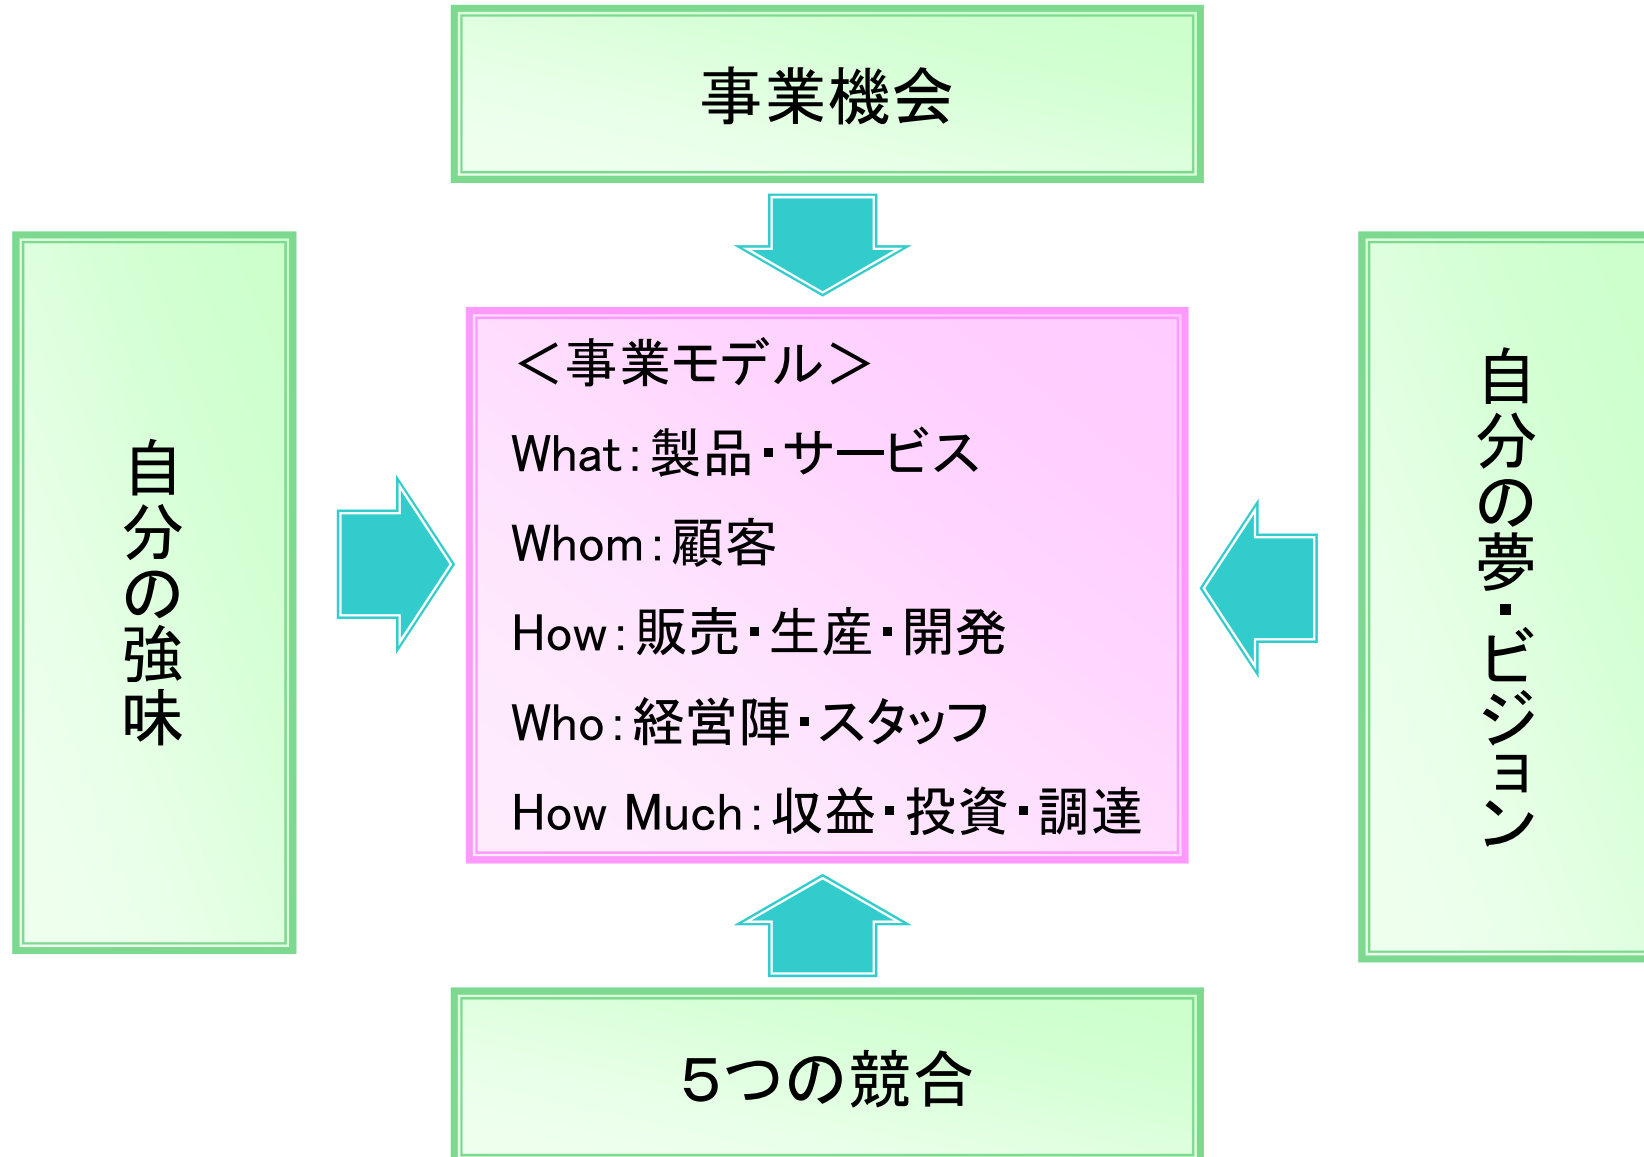 事業機会
自分の強味
＜事業モデル＞
What：製品・サービス
Whom：顧客
How：販売・生産・開発
Who：経営陣・スタッフ
How Much：収益・投資・調達
自分の夢・ビジョン
５つの競合